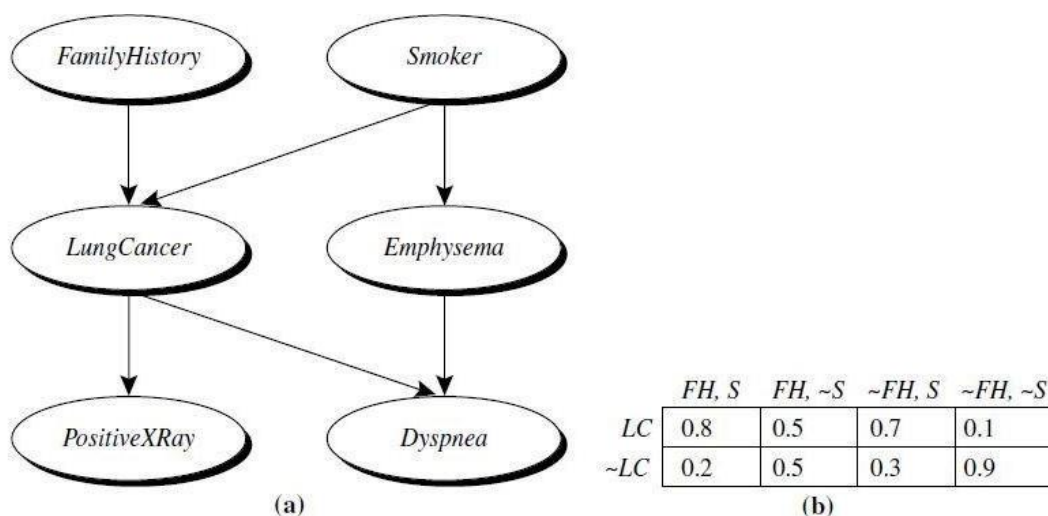 FamilyHistory
Smoker
LungCancer
Emphysema
PositiveXRay
Dyspnea
(a)
FH, S FH, ~S ~FH, S ~FH, ~S
LC 0.8 0.5 0.7 0.1
~LC 0.2 0.5 0.3 0.9
(b)